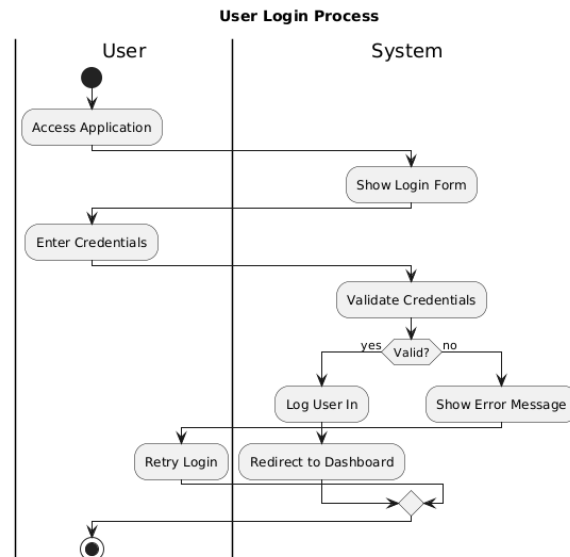 User Login Process
User
System
Access Application
Show Login Form
Enter Credentials
Validate Credentials
yes
Valid?
no
Log User In
Show Error Message
Retry Login
Redirect to Dashboard